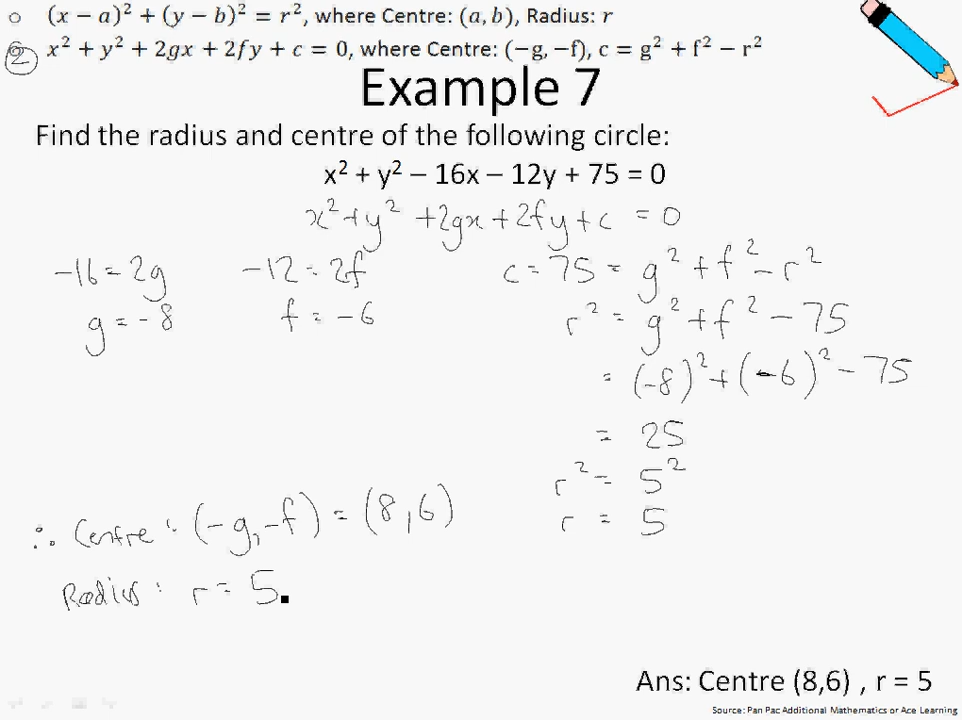 ○ (x − a)² + (y − b)² = r², where Centre: (a, b), Radius: r
② x² + y² + 2gx + 2fy + c = 0, where Centre: (−g, −f), c = g² + f² − r²
Example 7
Find the radius and centre of the following circle:
x² + y² – 16x – 12y + 75 = 0
x² + y² + 2gx + 2fy + c = 0
-16 = 2g
g = -8
-12 = 2f
f = -6
c = 75 = g² + f² - r²
r² = g² + f² - 75
= (-8)² + (-6)² - 75
= 25
r² = 5²
r = 5
∴ Centre : (-g, -f) = (8, 6)
Radius : r = 5.
Ans: Centre (8,6) , r = 5
Source: Pan Pac Additional Mathematics or Ace Learning